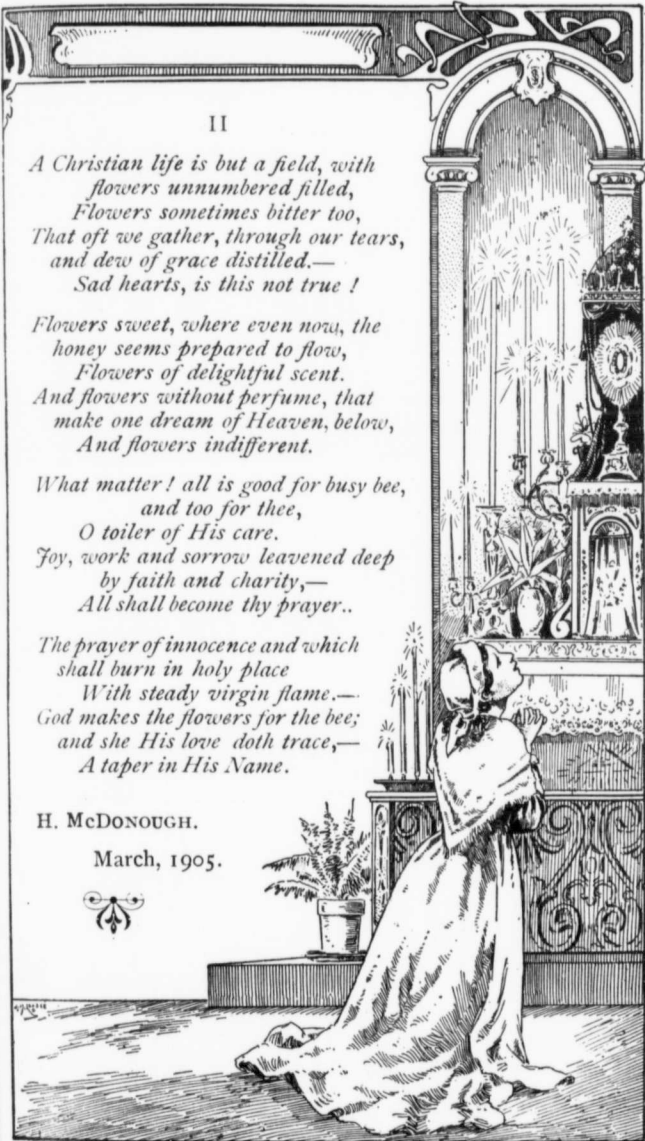 II
A Christian life is but a field, with
flowers unnumbered filled,
Flowers sometimes bitter too,
That oft we gather, through our tears,
and dew of grace distilled.—
Sad hearts, is this not true !
Flowers sweet, where even now, the
honey seems prepared to flow,
Flowers of delightful scent.
And flowers without perfume, that
make one dream of Heaven, below,
And flowers indifferent.
What matter ! all is good for busy bee,
and too for thee,
O toiler of His care.
Joy, work and sorrow leavened deep
by faith and charity,—
All shall become thy prayer..
The prayer of innocence and which
shall burn in holy place
With steady virgin flame.—
God makes the flowers for the bee;
and she His love doth trace,—
A taper in His Name.
H. McDONOUGH.
March, 1905.